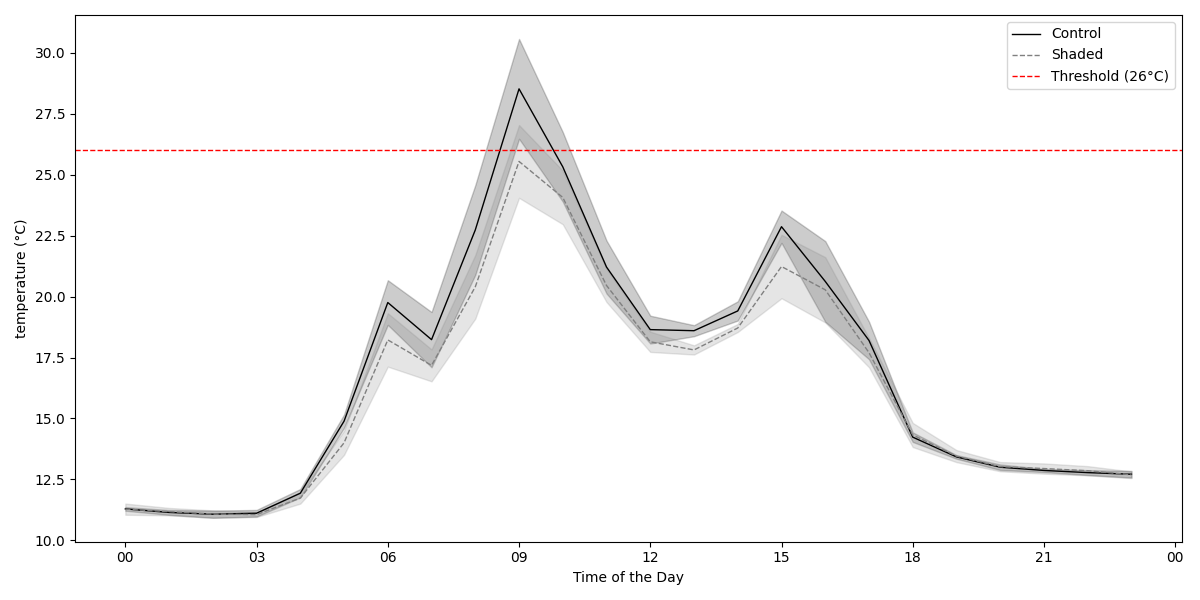 Control
Shaded
Threshold (26°C)
30.0
27.5
25.0
22.5
20.0
17.5
15.0
12.5
10.0
temperature (°C)
00 03 06 09 12 15 18 21 00
Time of the Day